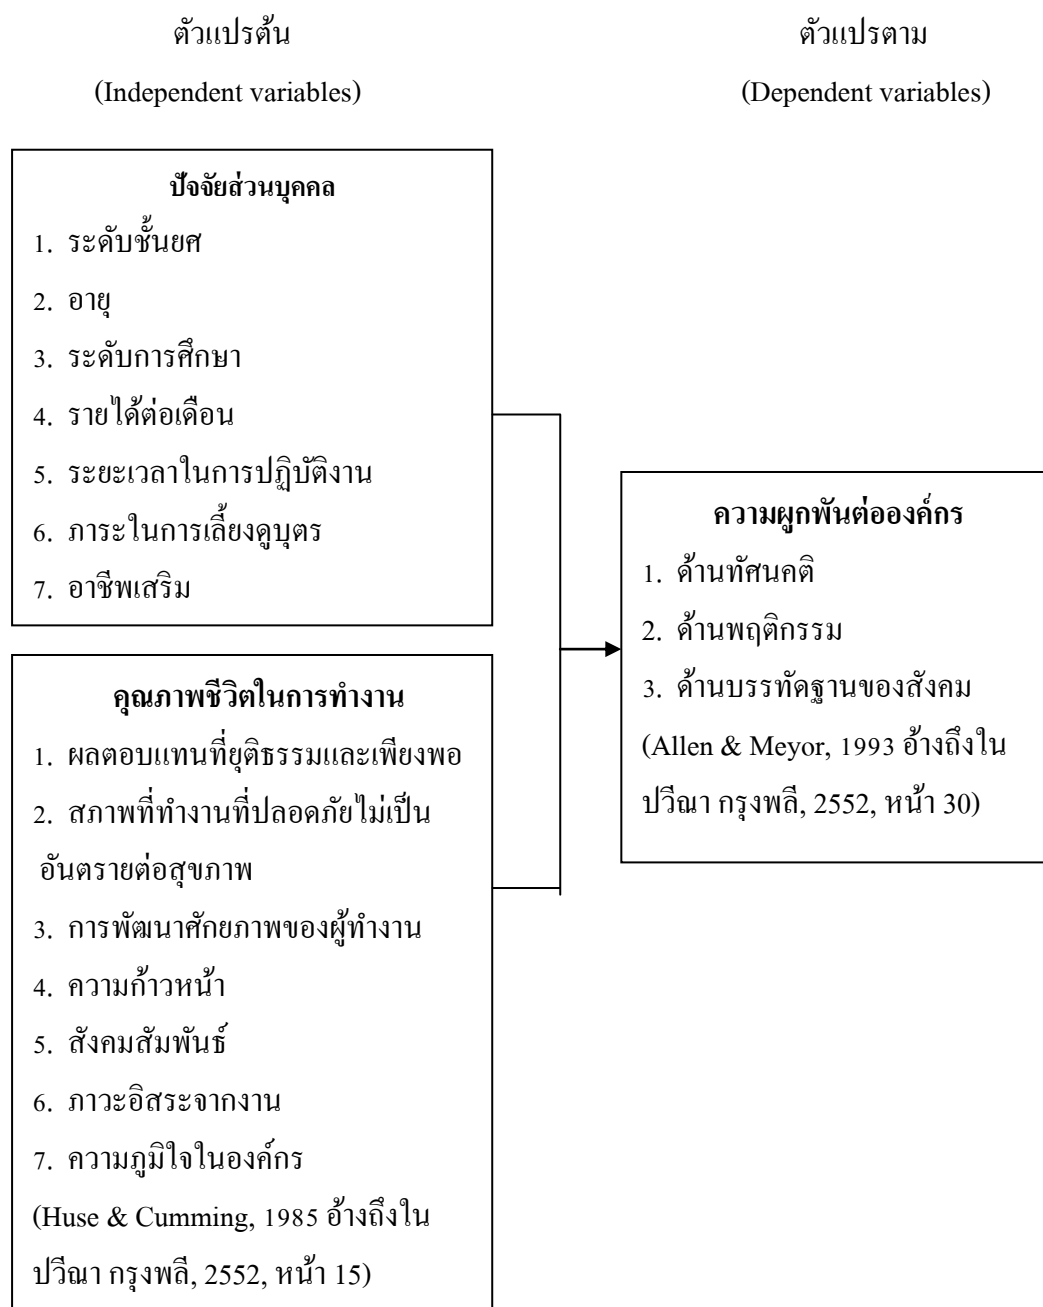 ตัวแปรต้น
(Independent variables)
ตัวแปรตาม
(Dependent variables)
ปัจจัยส่วนบุคคล
1. ระดับชั้นยศ
2. อายุ
3. ระดับการศึกษา
4. รายได้ต่อเดือน
5. ระยะเวลาในการปฏิบัติงาน
6. ภาระในการเลี้ยงดูบุตร
7. อาชีพเสริม
คุณภาพชีวิตในการทำงาน
1. ผลตอบแทนที่ยุติธรรมและเพียงพอ
2. สภาพที่ทำงานที่ปลอดภัยไม่เป็น
อันตรายต่อสุขภาพ
3. การพัฒนาศักยภาพของผู้ทำงาน
4. ความก้าวหน้า
5. สังคมสัมพันธ์
6. ภาวะอิสระจากงาน
7. ความภูมิใจในองค์กร
(Huse & Cumming, 1985 อ้างถึงใน
ปวีณา กรุงพลี, 2552, หน้า 15)
ความผูกพันต่อองค์กร
1. ด้านทัศนคติ
2. ด้านพฤติกรรม
3. ด้านบรรทัดฐานของสังคม
(Allen & Meyor, 1993 อ้างถึงใน
ปวีณา กรุงพลี, 2552, หน้า 30)